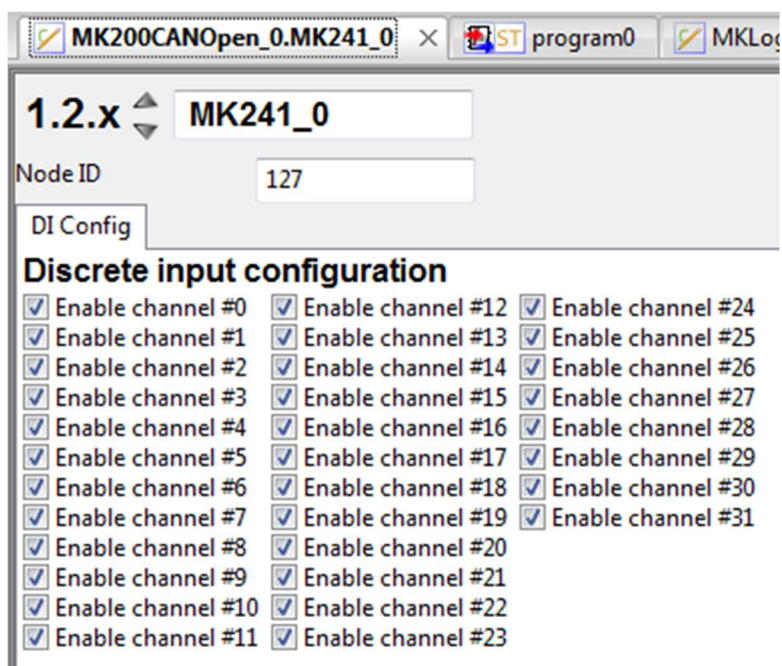 MK200CANOpen_0.MK241_0 ST program0 MKLog
1.2.x MK241_0
Node ID 127
DI Config
Discrete input configuration
Enable channel #0 Enable channel #12 Enable channel #24
Enable channel #1 Enable channel #13 Enable channel #25
Enable channel #2 Enable channel #14 Enable channel #26
Enable channel #3 Enable channel #15 Enable channel #27
Enable channel #4 Enable channel #16 Enable channel #28
Enable channel #5 Enable channel #17 Enable channel #29
Enable channel #6 Enable channel #18 Enable channel #30
Enable channel #7 Enable channel #19 Enable channel #31
Enable channel #8 Enable channel #20
Enable channel #9 Enable channel #21
Enable channel #10 Enable channel #22
Enable channel #11 Enable channel #23